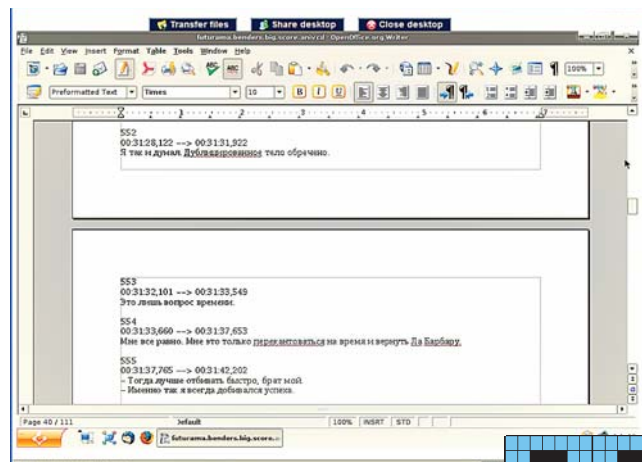 Transfer files Share desktop Close desktop
futurama.benders.big.score.xvivcd - OpenOffice.org Writer
File Edit View Insert Format Table Tools Window Help
100%
Preformatted Text Times 10 B I U
552
00:31:28,122 --> 00:31:31,922
Я так и думал. Дублицированное тело обречено.
553
00:31:32,101 --> 00:31:33,549
Это лишь вопрос времени.
554
00:31:33,660 --> 00:31:37,653
Мне все равно. Мне это только перекантоваться на время и вернуть Ла Барбару.
555
00:31:37,765 --> 00:31:42,202
– Тогда лучше отбивать быстро, брат мой.
– Именно так я всегда добивался успеха.
Page 40 / 111 Default 100% INSRT STD
futurama.benders.big.score.